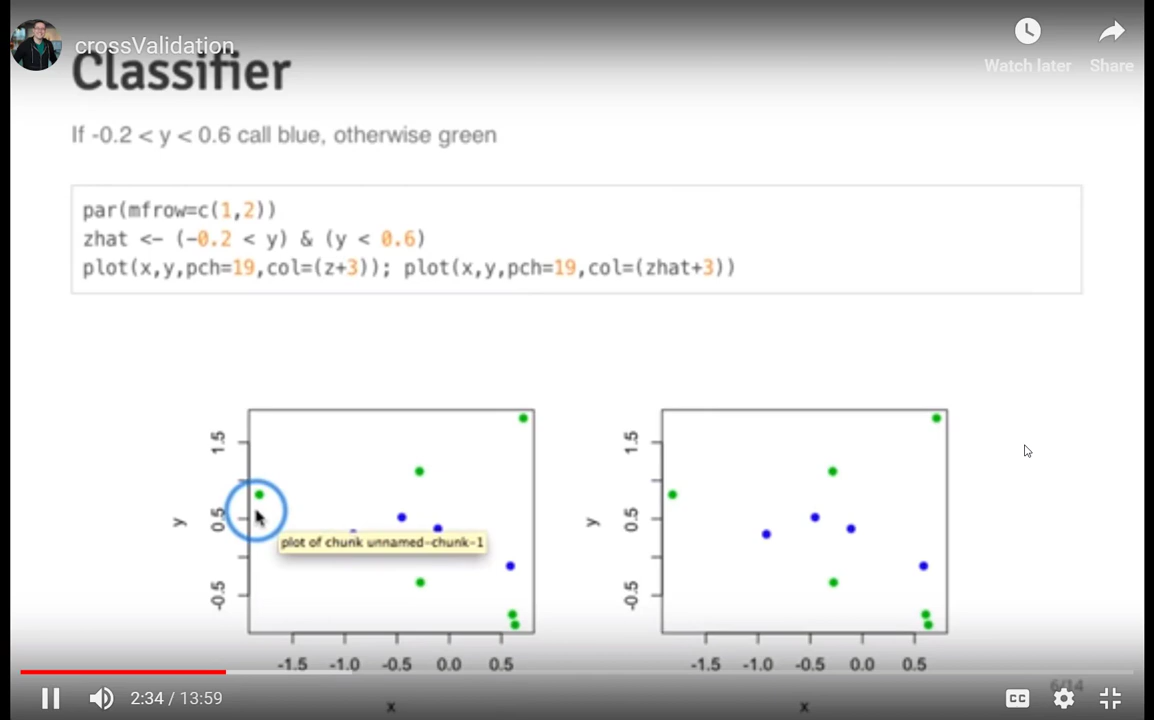 crossValidation
Watch later
Share
Classifier
If -0.2 < y < 0.6 call blue, otherwise green
par(mfrow=c(1,2))
zhat <- (-0.2 < y) & (y < 0.6)
plot(x,y,pch=19,col=(z+3)); plot(x,y,pch=19,col=(zhat+3))
1.5
0.5
-0.5
y
plot of chunk unnamed-chunk-1
-1.5 -1.0 -0.5 0.0 0.5
x
1.5
0.5
-0.5
y
-1.5 -1.0 -0.5 0.0 0.5
x
6/14
2:34 / 13:59
CC